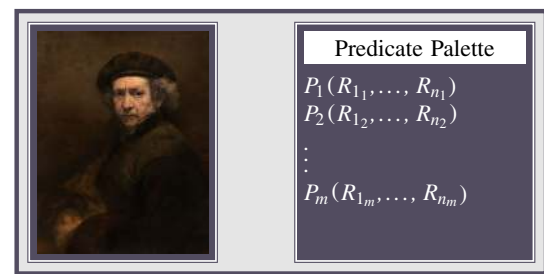 Predicate Palette
P₁(R₁₁,…, Rₙ₁)
P₂(R₁₂,…, Rₙ₂)
⋮
Pₘ(R₁ₘ,…, Rₙₘ)